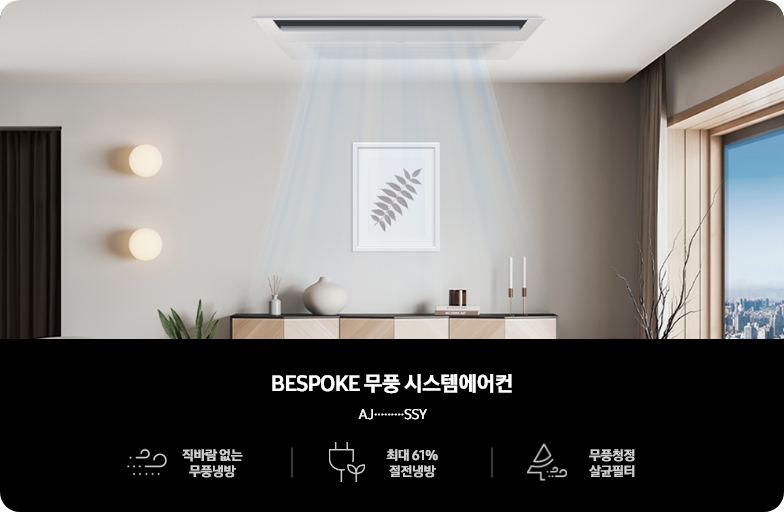 BESPOKE 무풍 시스템에어컨
AJ·········SSY
직바람 없는
무풍냉방
최대 61%
절전냉방
무풍청정
살균필터